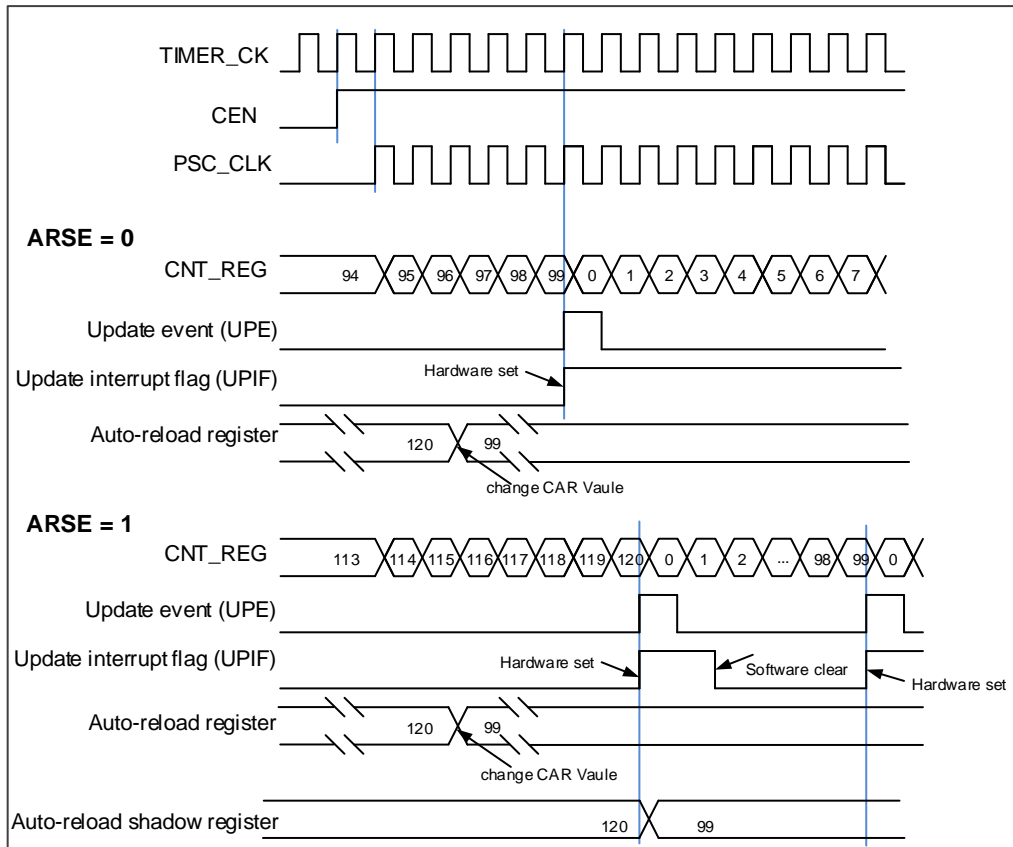 TIMER_CK
CEN
PSC_CLK
ARSE = 0
CNT_REG 94 95 96 97 98 99 0 1 2 3 4 5 6 7
Update event (UPE)
Update interrupt flag (UPIF) Hardware set
Auto-reload register 120 99
change CAR Vaule
ARSE = 1
CNT_REG 113 114 115 116 117 118 119 120 0 1 2 ... 98 99 0
Update event (UPE)
Update interrupt flag (UPIF) Hardware set Software clear Hardware set
Auto-reload register 120 99
change CAR Vaule
Auto-reload shadow register 120 99